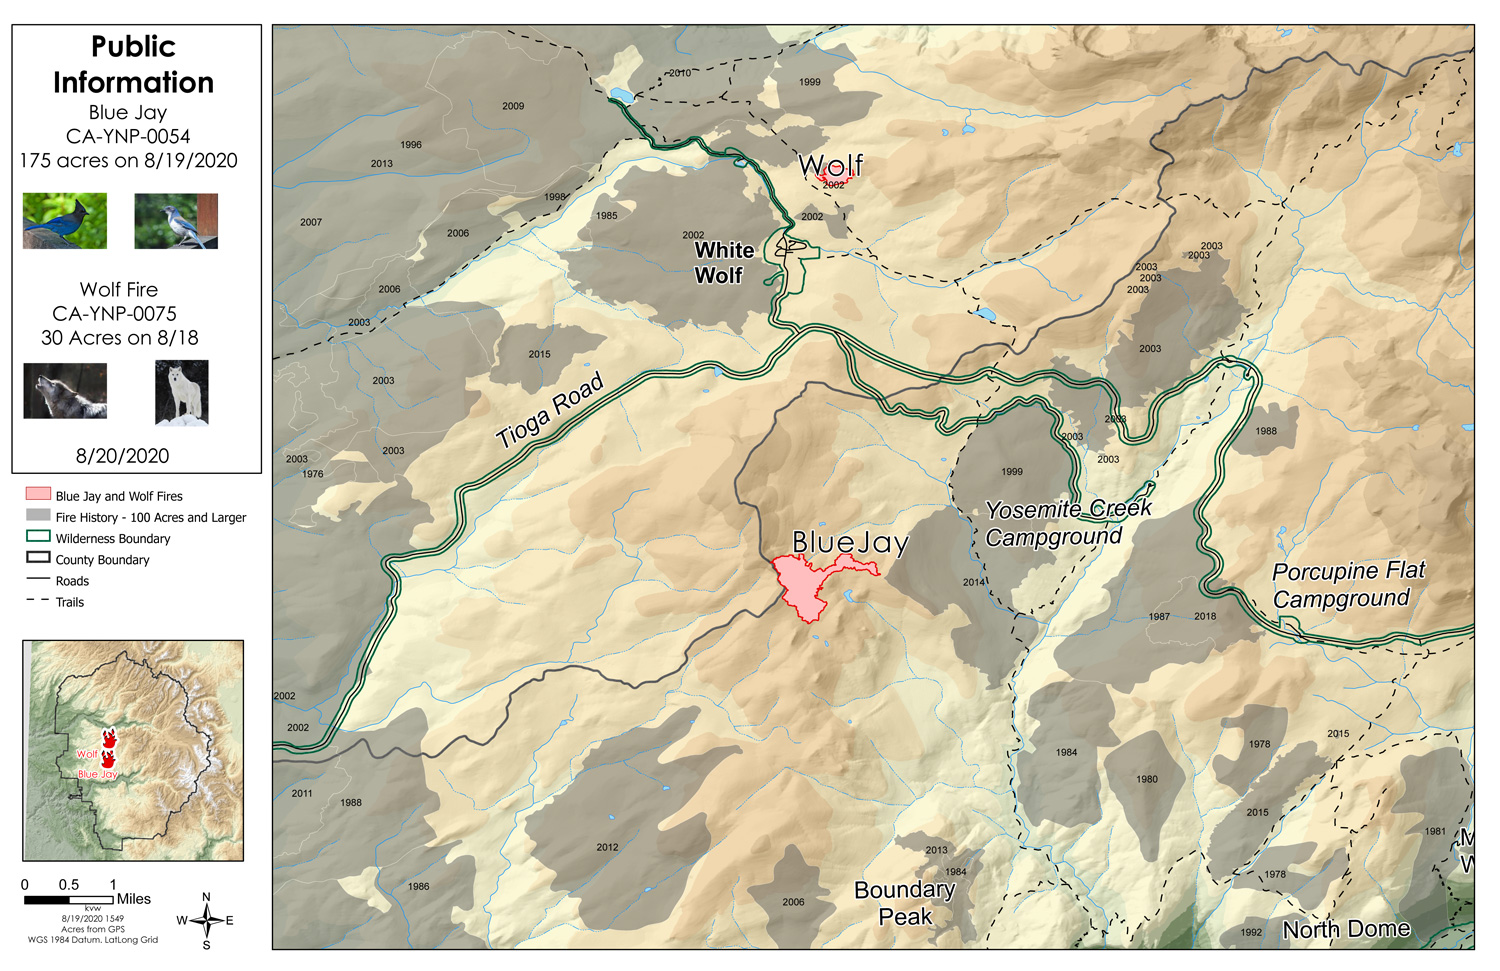 Public
Information
Blue Jay
CA-YNP-0054
175 acres on 8/19/2020
Wolf Fire
CA-YNP-0075
30 Acres on 8/18
8/20/2020
Blue Jay and Wolf Fires
Fire History - 100 Acres and Larger
Wilderness Boundary
County Boundary
Roads
Trails
Wolf
Blue Jay
0 0.5 1
Miles
kvw
8/19/2020 1549
Acres from GPS
WGS 1984 Datum. LatLong Grid
N
W E
S
2010
1999
2009
1996
2013
Wolf
2002
1998
1985
2002
2007
2006
2002
White
Wolf
2003
2003
2003
2003
2003
2006
2003
2015
2003
2003
Tioga Road
2003
2003
1988
2003
2003
2003
1976
1999
Yosemite Creek
Campground
BlueJay
Porcupine Flat
Campground
2014
1987
2018
2002
2002
1984
1978
2015
1980
2011
1988
2015
1981
M
W
2012
2013
1984
1978
1986
Boundary
Peak
2006
1992
North Dome